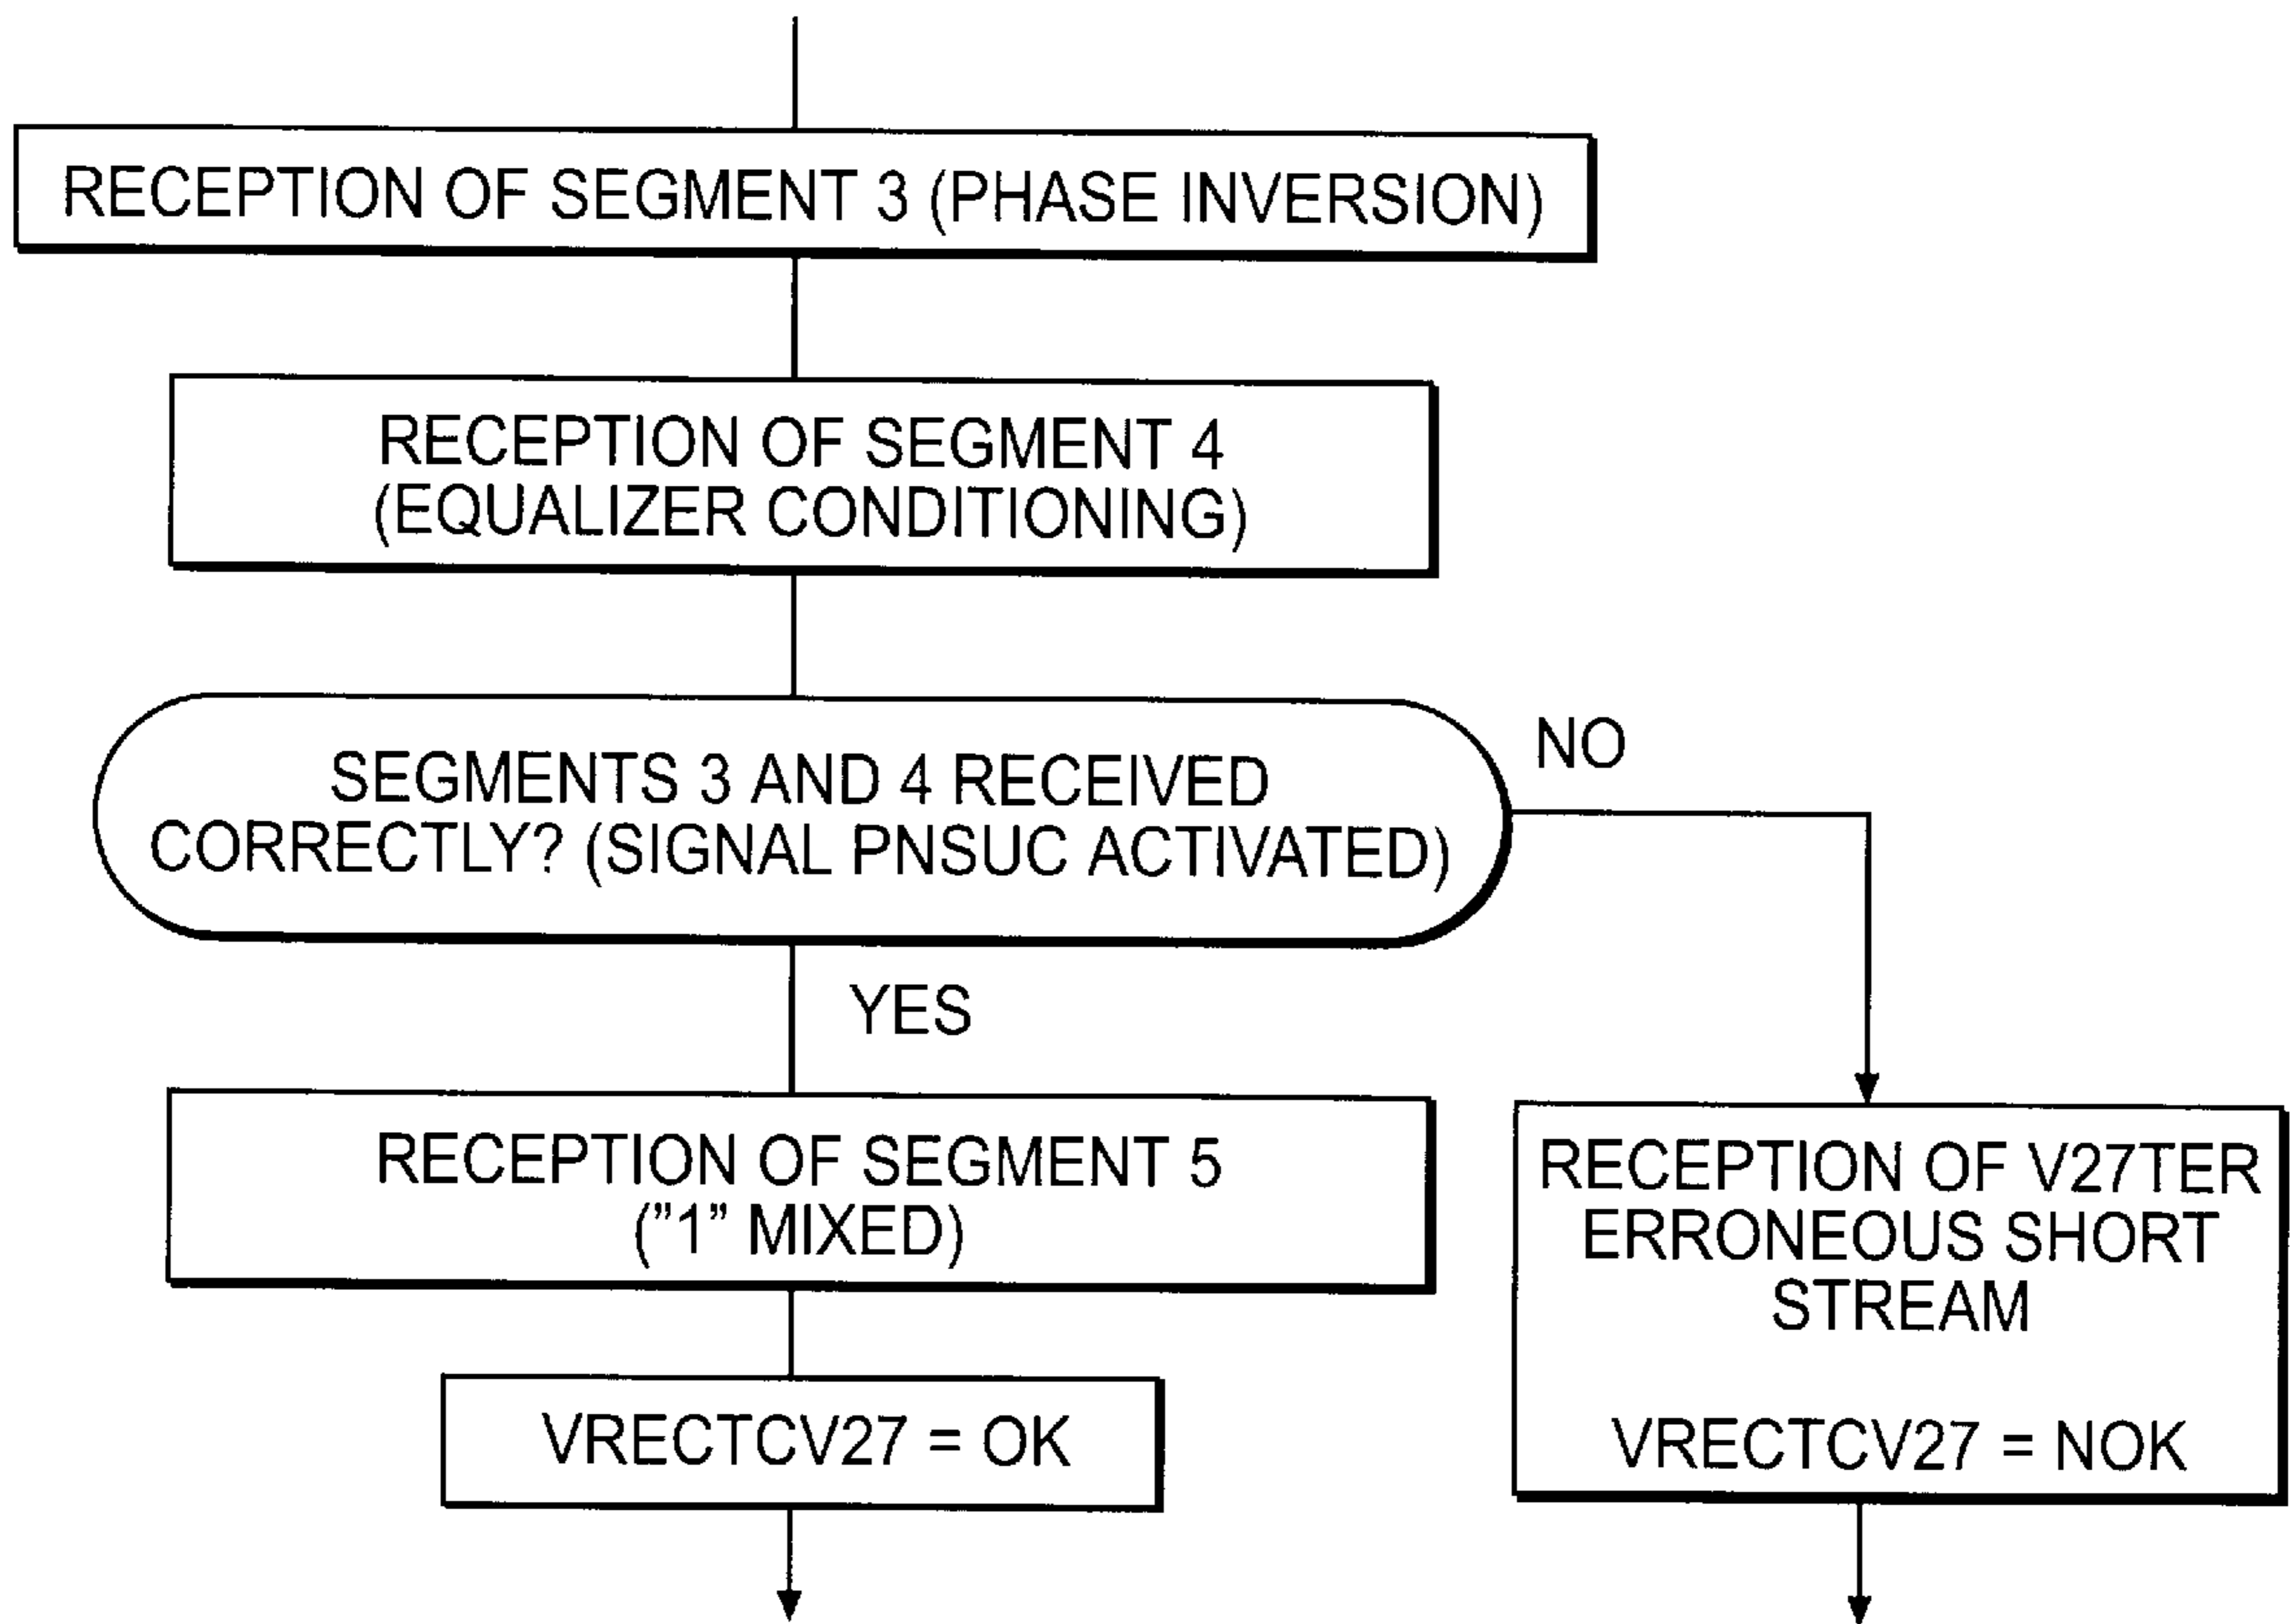 RECEPTION OF SEGMENT 3 (PHASE INVERSION)
RECEPTION OF SEGMENT 4
(EQUALIZER CONDITIONING)
SEGMENTS 3 AND 4 RECEIVED
CORRECTLY? (SIGNAL PNSUC ACTIVATED)
NO
YES
RECEPTION OF SEGMENT 5
("1" MIXED)
VRECTCV27 = OK
RECEPTION OF V27TER
ERRONEOUS SHORT
STREAM
VRECTCV27 = NOK